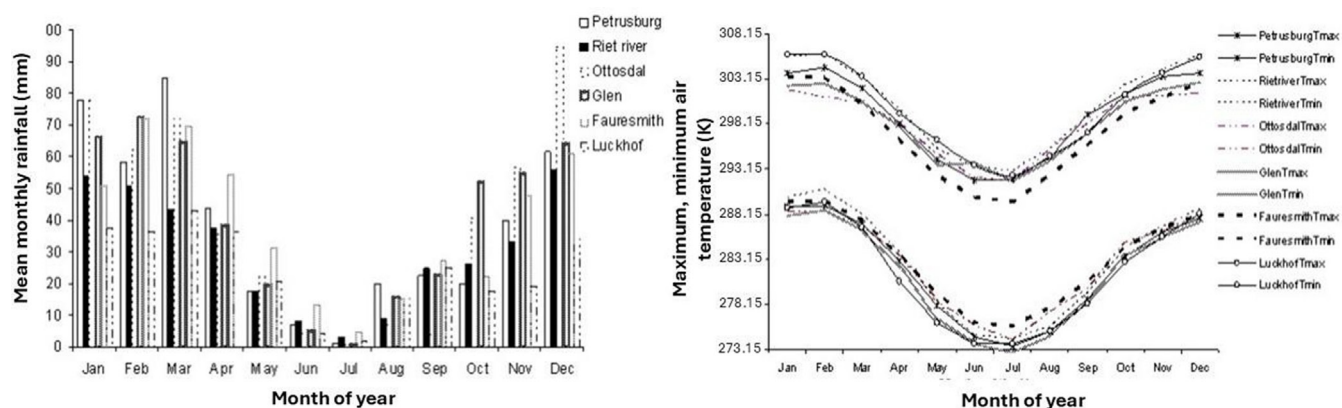 Mean monthly rainfall (mm)
00
90
80
70
60
50
40
30
20
10
0
Petrusburg
Riet river
Ottosdal
Glen
Fauresmith
Luckhof
Jan Feb Mar Apr May Jun Jul Aug Sep Oct Nov Dec
Month of year
Maximum, minimum air
temperature (K)
308.15
303.15
298.15
293.15
288.15
283.15
278.15
273.15
PetrusburgTmax
PetrusburgTmin
RietriverTmax
RietriverTmin
OttosdalTmax
OttosdalTmin
GlenTmax
GlenTmin
FauresmithTmax
FauresmithTmin
LuckhofTmax
LuckhofTmin
Jan Feb Mar Apr May Jun Jul Aug Sep Oct Nov Dec
Month of year